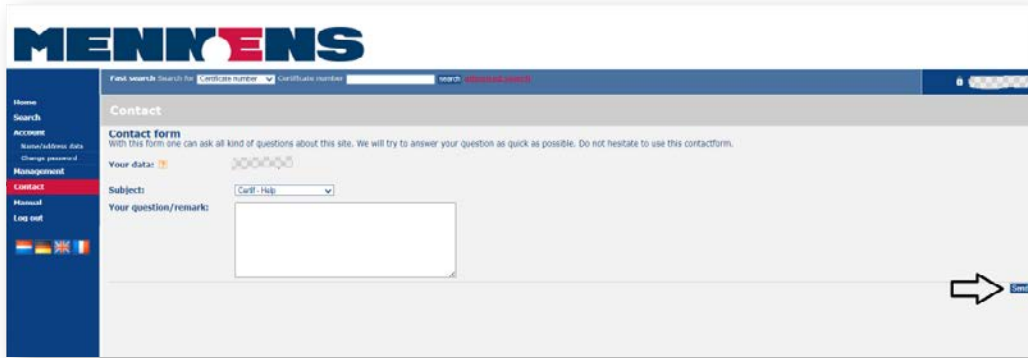 MENNENS
Fast search Search for Certificate number Certificate number search advanced search
Home
Search
Account
Name/address data
Change password
Management
Contact
Manual
Log out
Contact
Contact form
With this form one can ask all kind of questions about this site. We will try to answer your question as quick as possible. Do not hesitate to use this contactform.
Your data: ?
Subject: Certif - Help
Your question/remark:
Send